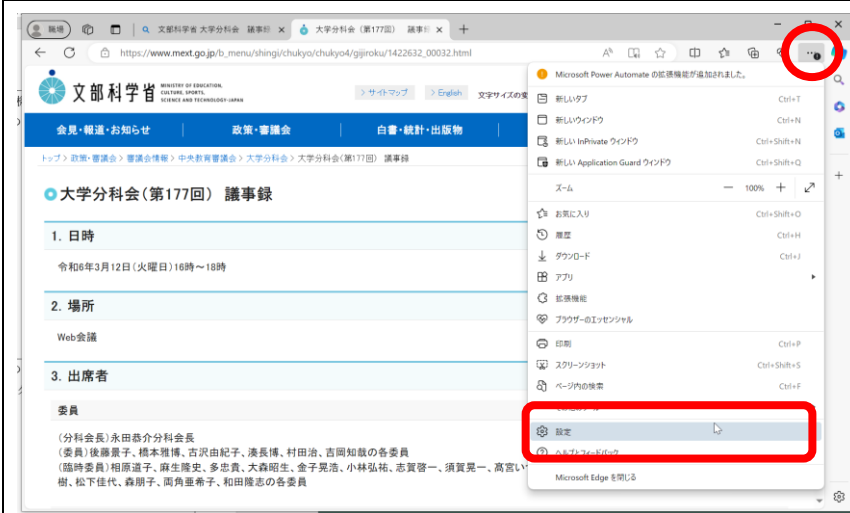 職場
文部科学省 大学分科会 議事録
大学分科会（第177回） 議事録
https://www.mext.go.jp/b_menu/shingi/chukyo/chukyo4/gijiroku/1422632_00032.html
文部科学省
MINISTRY OF EDUCATION,
CULTURE, SPORTS,
SCIENCE AND TECHNOLOGY-JAPAN
> サイトマップ
> English
文字サイズの変
会見・報道・お知らせ
政策・審議会
白書・統計・出版物
トップ > 政策・審議会 > 審議会情報 > 中央教育審議会 > 大学分科会 > 大学分科会(第177回) 議事録
大学分科会（第177回） 議事録
1. 日時
令和6年3月12日（火曜日）16時～18時
2. 場所
Web会議
3. 出席者
委員
（分科会長）永田恭介分科会長
（委員）後藤景子、橋本雅博、古沢由紀子、湊長博、村田治、吉岡知哉の各委員
（臨時委員）相原道子、麻生隆史、多忠貴、大森昭生、金子晃浩、小林弘祐、志賀啓一、須賀晃一、髙宮い
樹、松下佳代、森朋子、両角亜希子、和田隆志の各委員
Microsoft Power Automate の拡張機能が追加されました。
新しいタブ Ctrl+T
新しいウィンドウ Ctrl+N
新しい InPrivate ウィンドウ Ctrl+Shift+N
新しい Application Guard ウィンドウ Ctrl+Shift+Q
ズーム 100%
お気に入り Ctrl+Shift+O
履歴 Ctrl+H
ダウンロード Ctrl+J
アプリ
拡張機能
ブラウザーのエッセンシャル
印刷 Ctrl+P
スクリーンショット Ctrl+Shift+S
ページ内の検索 Ctrl+F
設定
ヘルプとフィードバック
Microsoft Edge を閉じる